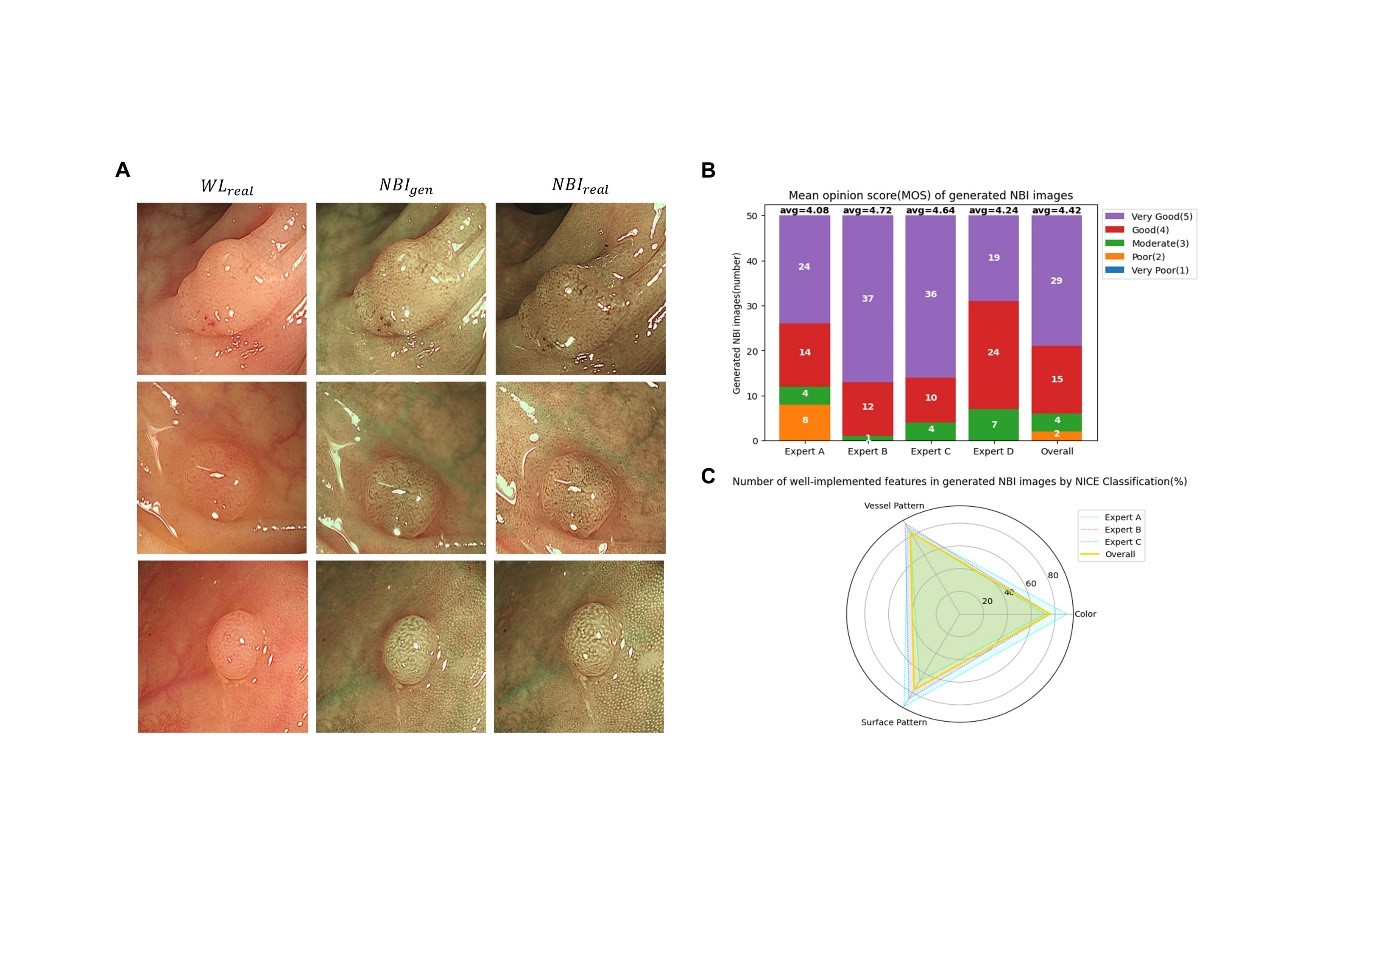 A
WLreal
NBIgen
NBIreal
B
Mean opinion score(MOS) of generated NBI images
avg=4.08
avg=4.72
avg=4.64
avg=4.24
avg=4.42
Generated NBI images(number)
50
40
30
20
10
0
24
14
4
8
37
12
1
36
10
4
19
24
7
29
15
4
2
Expert A
Expert B
Expert C
Expert D
Overall
Very Good(5)
Good(4)
Moderate(3)
Poor(2)
Very Poor(1)
C
Number of well-implemented features in generated NBI images by NICE Classification(%)
Vessel Pattern
Color
Surface Pattern
20
40
60
80
Expert A
Expert B
Expert C
Overall